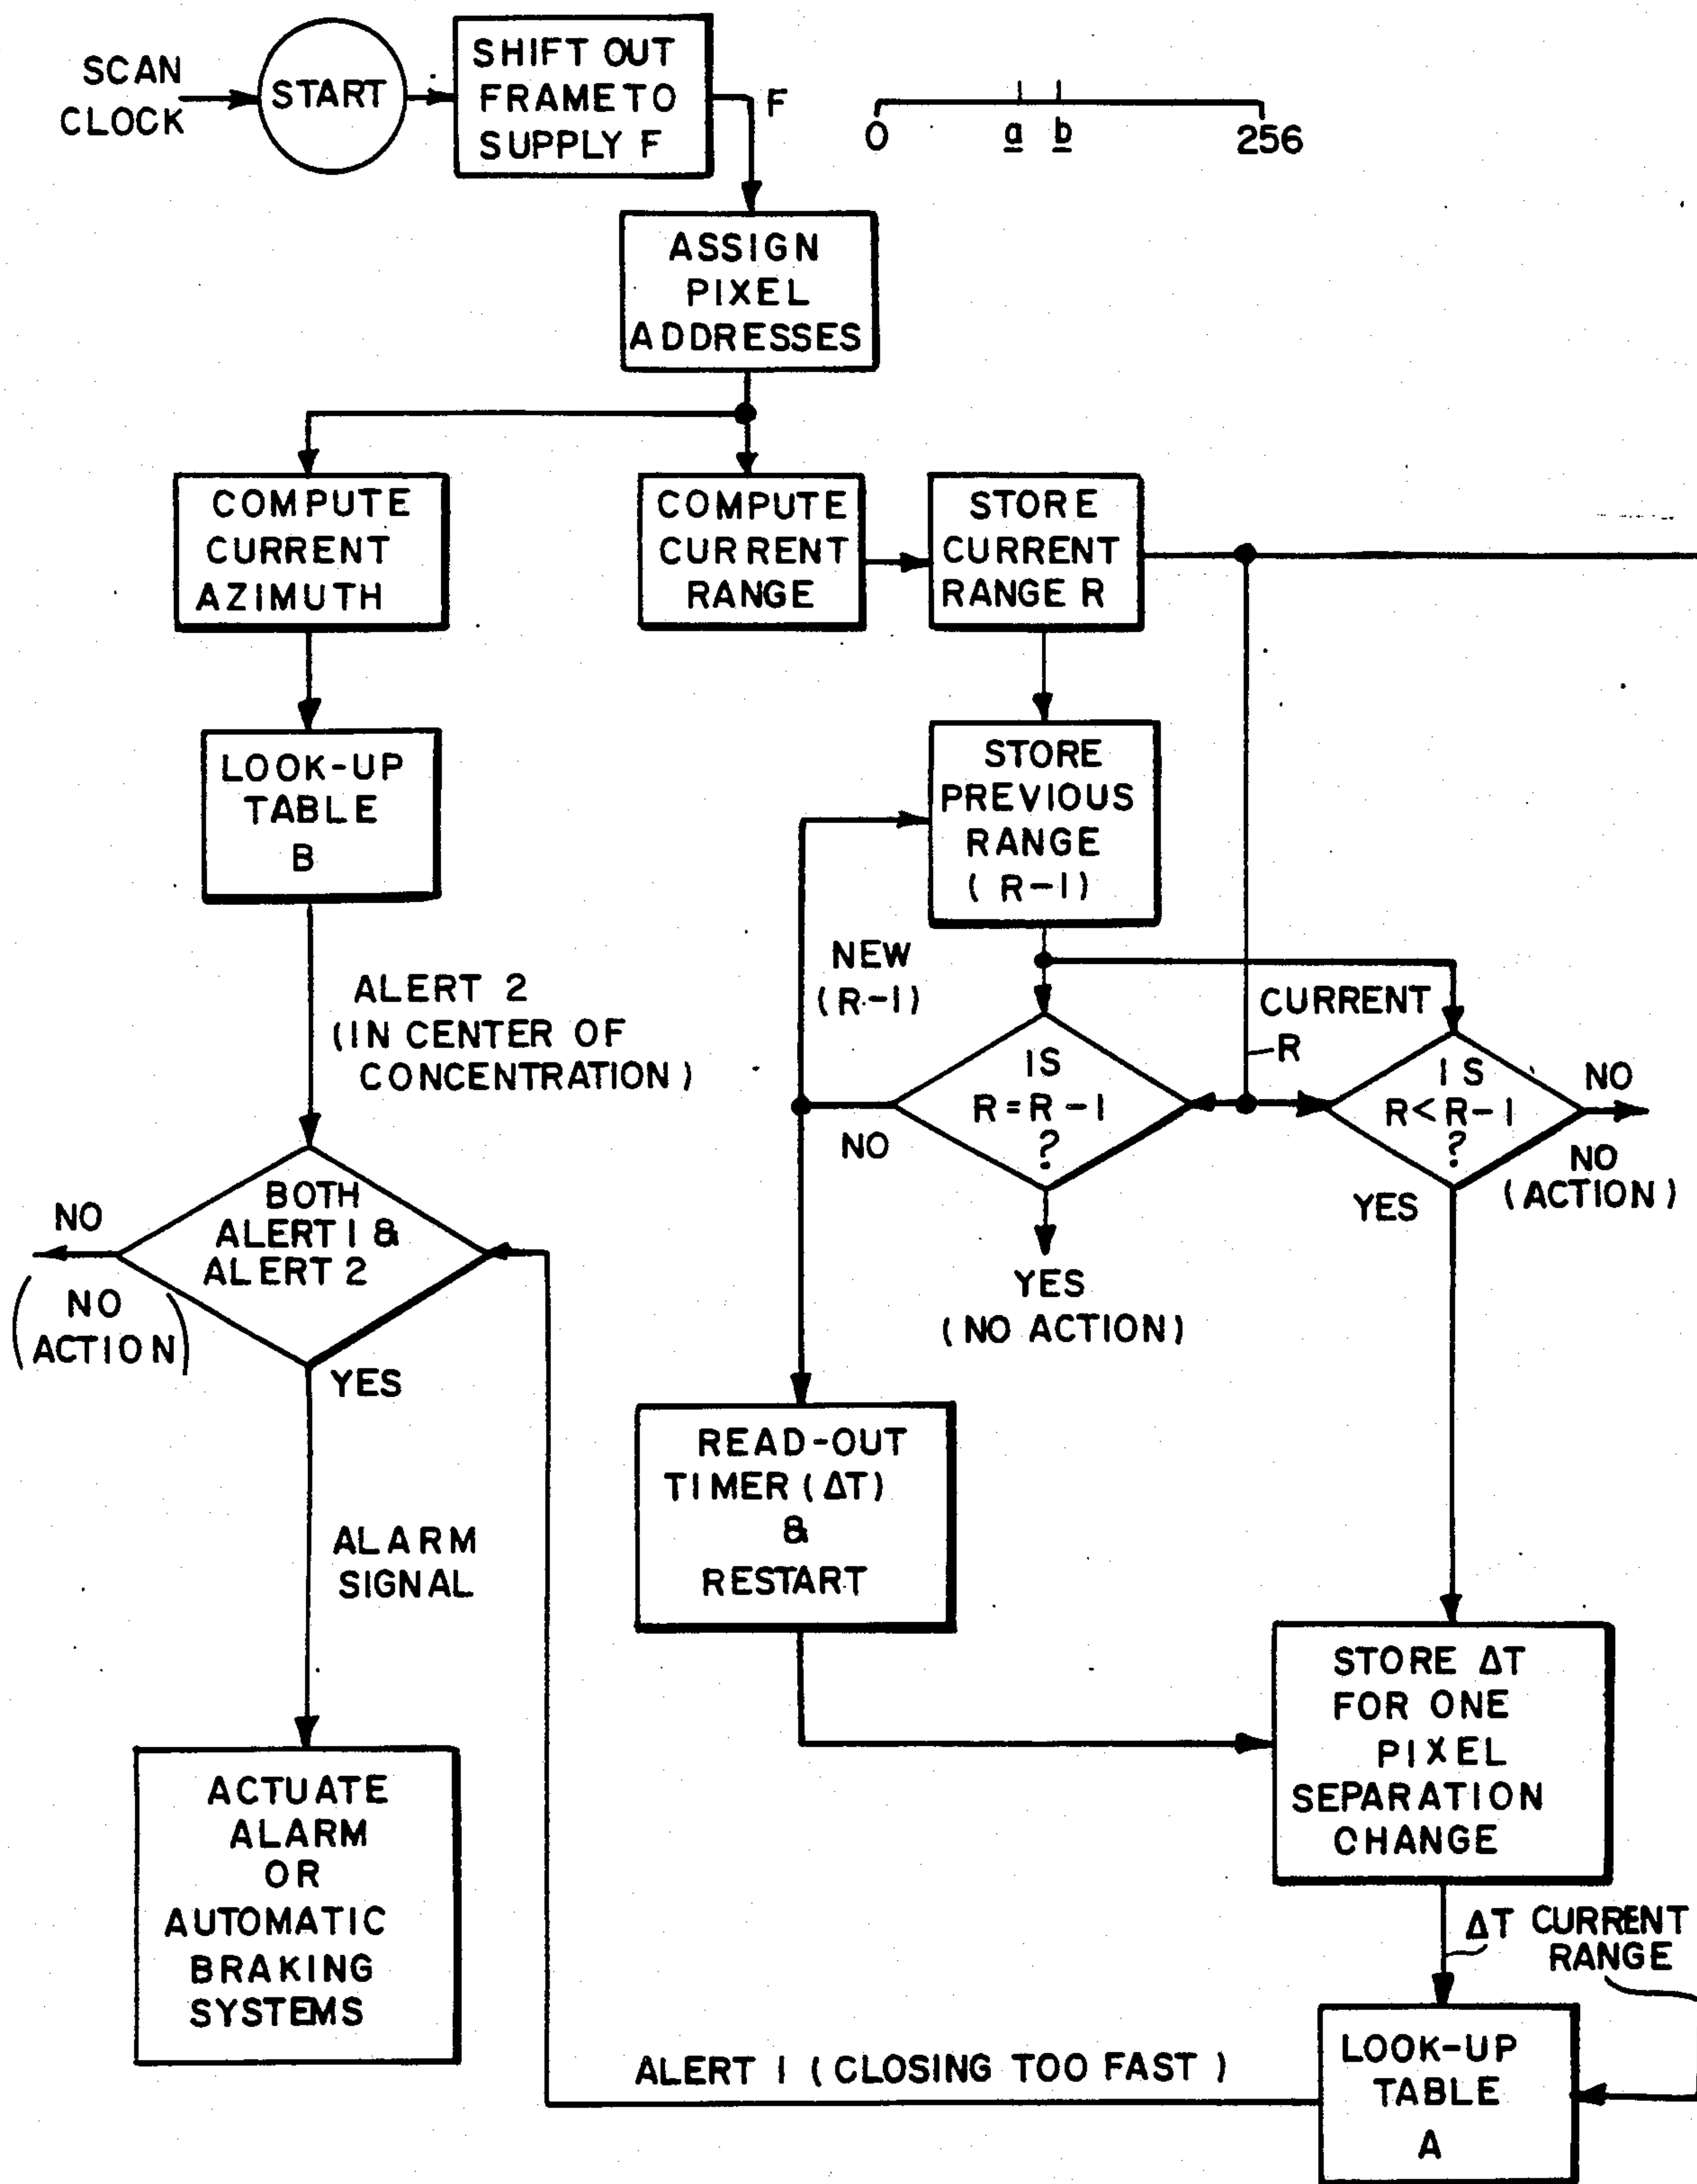 SCAN
CLOCK
START
SHIFT OUT
FRAME TO
SUPPLY F
F
0
a
b
256
ASSIGN
PIXEL
ADDRESSES
COMPUTE
CURRENT
AZIMUTH
COMPUTE
CURRENT
RANGE
STORE
CURRENT
RANGE R
LOOK-UP
TABLE
B
STORE
PREVIOUS
RANGE
(R-1)
NEW
(R-1)
ALERT 2
(IN CENTER OF
CONCENTRATION)
CURRENT
R
IS
R=R-1
?
NO
YES
(NO ACTION)
IS
R<R-1
?
NO
NO
(ACTION)
YES
BOTH
ALERT 1 &
ALERT 2
NO
(NO
ACTION)
YES
READ-OUT
TIMER (ΔT)
&
RESTART
ALARM
SIGNAL
STORE ΔT
FOR ONE
PIXEL
SEPARATION
CHANGE
ACTUATE
ALARM
OR
AUTOMATIC
BRAKING
SYSTEMS
ΔT
CURRENT
RANGE
ALERT 1 (CLOSING TOO FAST)
LOOK-UP
TABLE
A